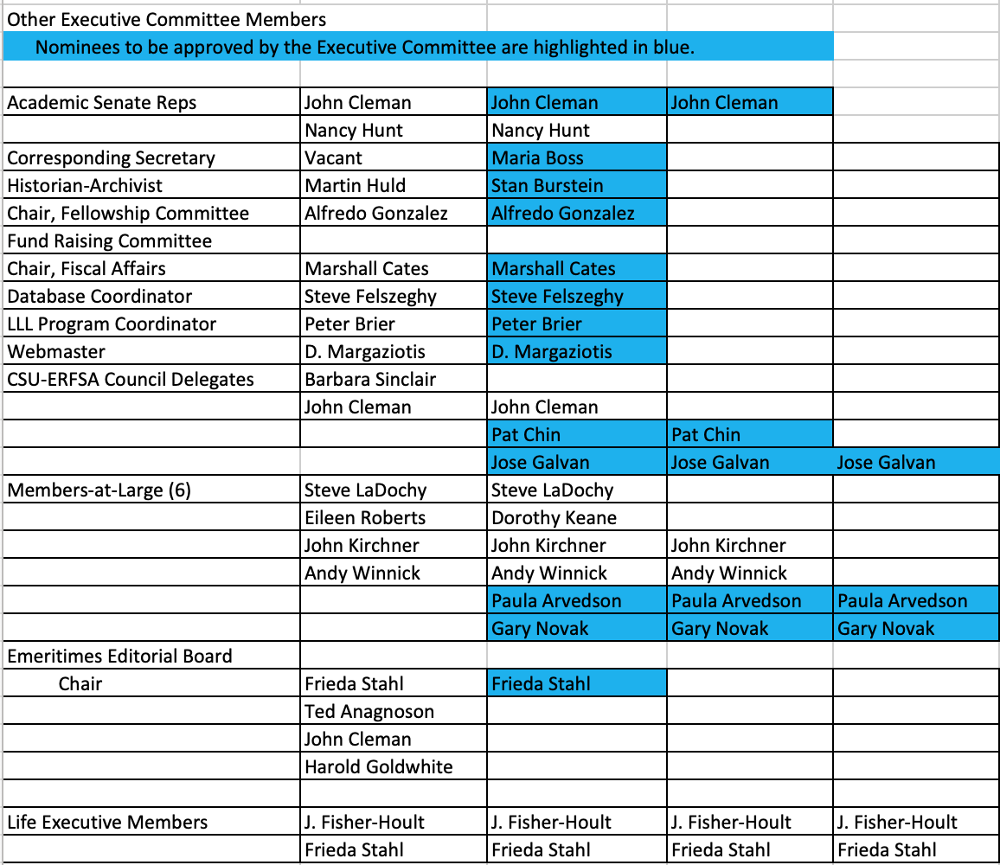 Other Executive Committee Members
Nominees to be approved by the Executive Committee are highlighted in blue.
Academic Senate Reps John Cleman John Cleman John Cleman
Nancy Hunt Nancy Hunt
Corresponding Secretary Vacant Maria Boss
Historian-Archivist Martin Huld Stan Burstein
Chair, Fellowship Committee Alfredo Gonzalez Alfredo Gonzalez
Fund Raising Committee
Chair, Fiscal Affairs Marshall Cates Marshall Cates
Database Coordinator Steve Felszeghy Steve Felszeghy
LLL Program Coordinator Peter Brier Peter Brier
Webmaster D. Margaziotis D. Margaziotis
CSU-ERFSA Council Delegates Barbara Sinclair
John Cleman John Cleman
Pat Chin Pat Chin
Jose Galvan Jose Galvan Jose Galvan
Members-at-Large (6) Steve LaDochy Steve LaDochy
Eileen Roberts Dorothy Keane
John Kirchner John Kirchner John Kirchner
Andy Winnick Andy Winnick Andy Winnick
Paula Arvedson Paula Arvedson Paula Arvedson
Gary Novak Gary Novak Gary Novak
Emeritimes Editorial Board
Chair Frieda Stahl Frieda Stahl
Ted Anagnoson
John Cleman
Harold Goldwhite
Life Executive Members J. Fisher-Hoult J. Fisher-Hoult J. Fisher-Hoult J. Fisher-Hoult
Frieda Stahl Frieda Stahl Frieda Stahl Frieda Stahl